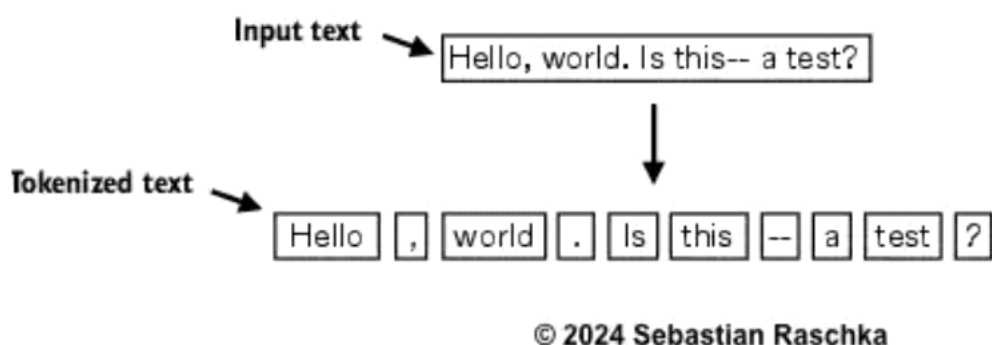 Input text
Hello, world. Is this-- a test?
Tokenized text
Hello , world . Is this -- a test ?
© 2024 Sebastian Raschka